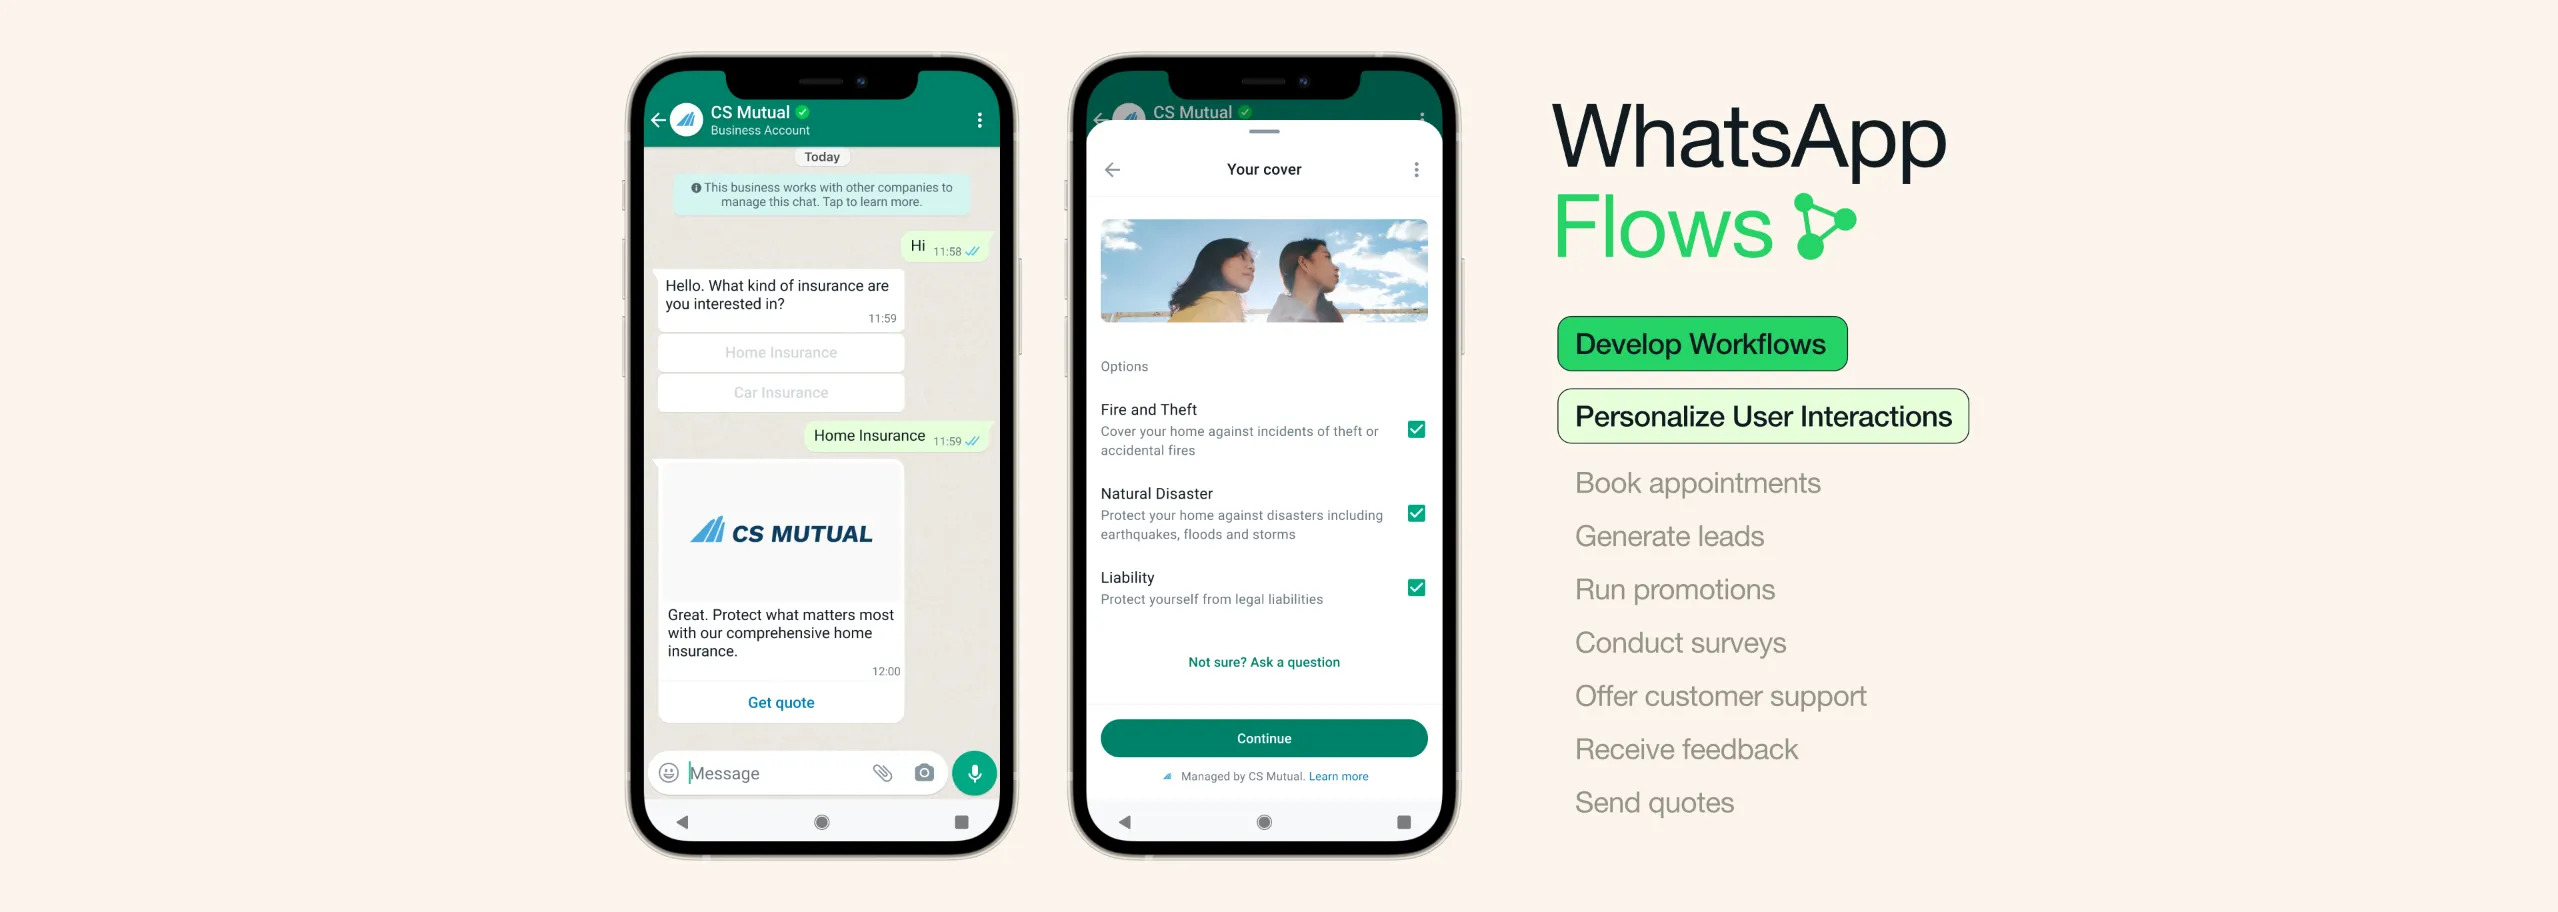 CS Mutual
Business Account
Today
This business works with other companies to
manage this chat. Tap to learn more.
Hi 11:58
Hello. What kind of insurance are
you interested in?
11:59
Home Insurance
Car Insurance
Home Insurance 11:59
CS MUTUAL
Great. Protect what matters most
with our comprehensive home
insurance.
12:00
Get quote
Message
CS Mutual
Your cover
Options
Fire and Theft
Cover your home against incidents of theft or
accidental fires
Natural Disaster
Protect your home against disasters including
earthquakes, floods and storms
Liability
Protect yourself from legal liabilities
Not sure? Ask a question
Continue
Managed by CS Mutual. Learn more
WhatsApp
Flows
Develop Workflows
Personalize User Interactions
Book appointments
Generate leads
Run promotions
Conduct surveys
Offer customer support
Receive feedback
Send quotes